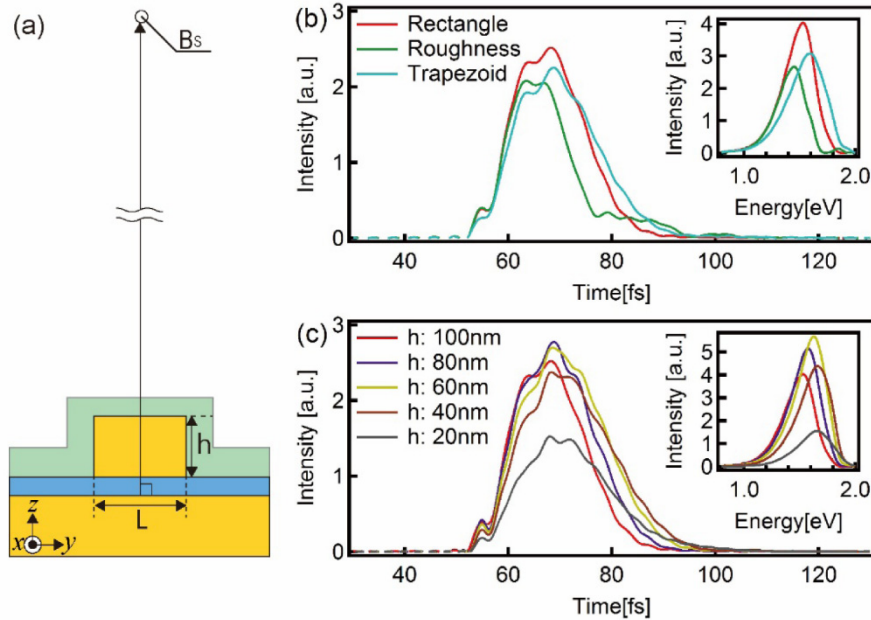 (a)
Bs
h
L
z
x
y
(b)
Intensity [a.u.]
3
2
1
0
Rectangle
Roughness
Trapezoid
40
60
80
100
120
Time[fs]
Intensity [a.u.]
4
3
2
1
0
1.0
2.0
Energy[eV]
(c)
Intensity [a.u.]
3
2
1
0
h: 100nm
h: 80nm
h: 60nm
h: 40nm
h: 20nm
40
60
80
100
120
Time[fs]
Intensity [a.u.]
5
4
3
2
1
0
1.0
2.0
Energy[eV]